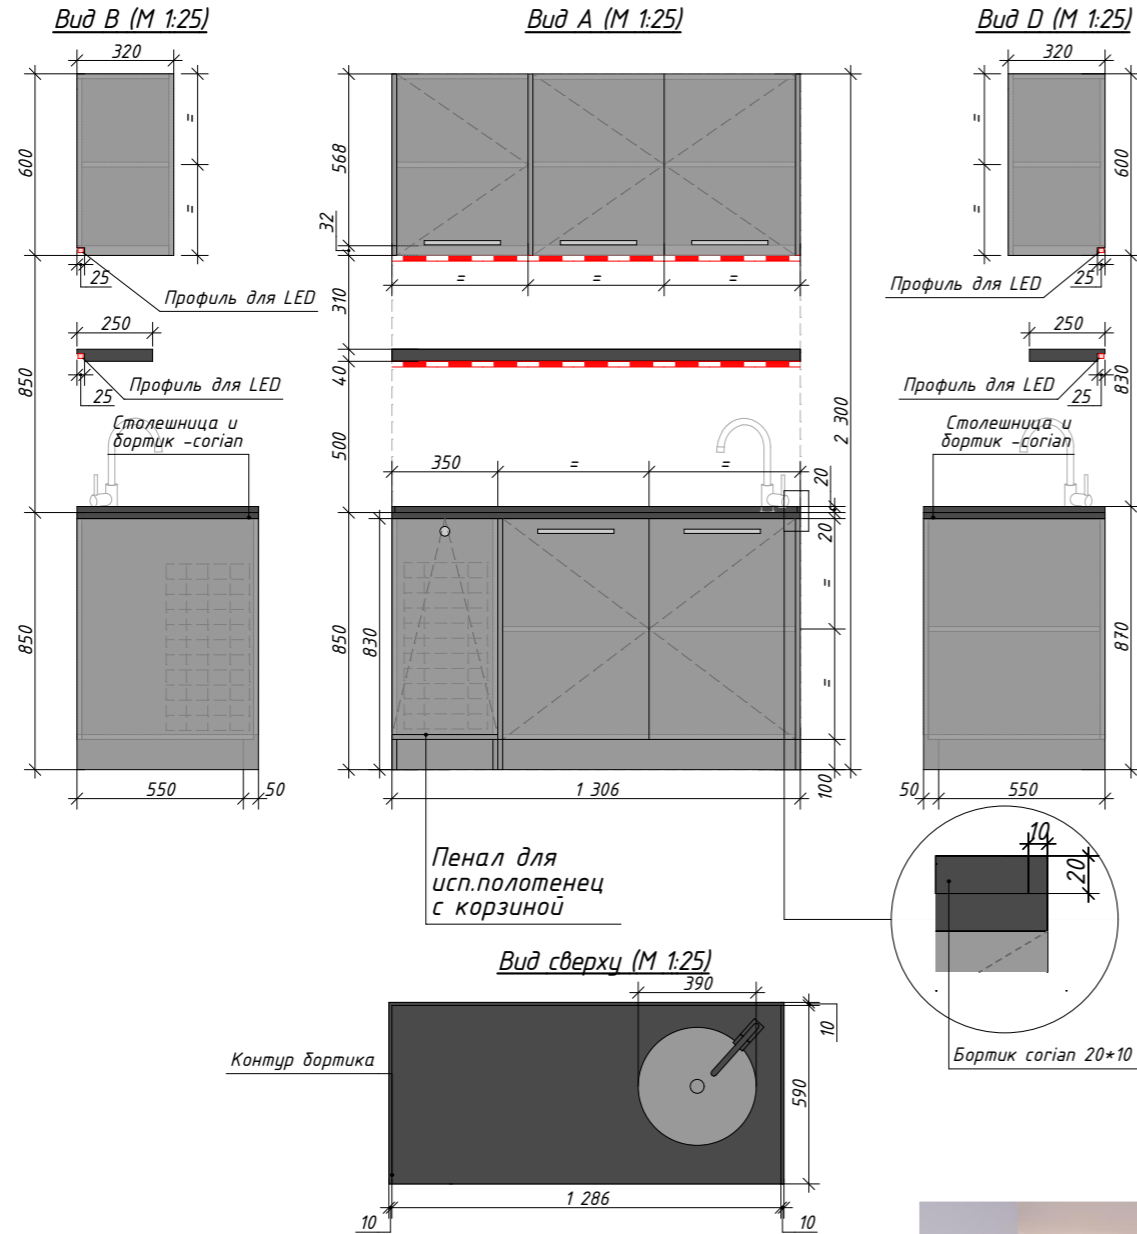 Вид B (М 1:25)
320
600
=
=
25
Профиль для LED
250
850
25
Профиль для LED
Столешница и
бортик -corian
850
550
50
Вид A (М 1:25)
568
32
310
=
=
=
40
500
2 300
350
=
=
20
20
850
830
=
=
100
1 306
Пенал для
исп.полотенец
с корзиной
Вид D (М 1:25)
320
=
=
600
25
Профиль для LED
250
830
25
Профиль для LED
Столешница и
бортик -corian
870
50
550
10
20
Бортик corian 20*10
Вид сверху (М 1:25)
390
10
Контур бортика
590
1 286
10
10